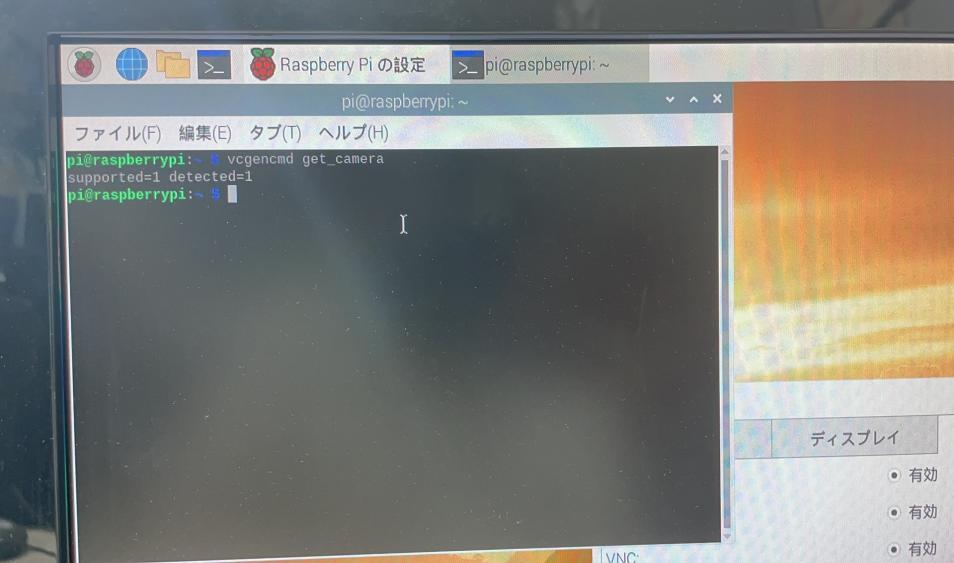 Raspberry Pi の設定 pi@raspberrypi: ~
pi@raspberrypi: ~
ファイル(F) 編集(E) タブ(T) ヘルプ(H)
pi@raspberrypi:~ $ vcgencmd get_camera
supported=1 detected=1
pi@raspberrypi:~ $
ディスプレイ
有効
有効
有効
VNC: